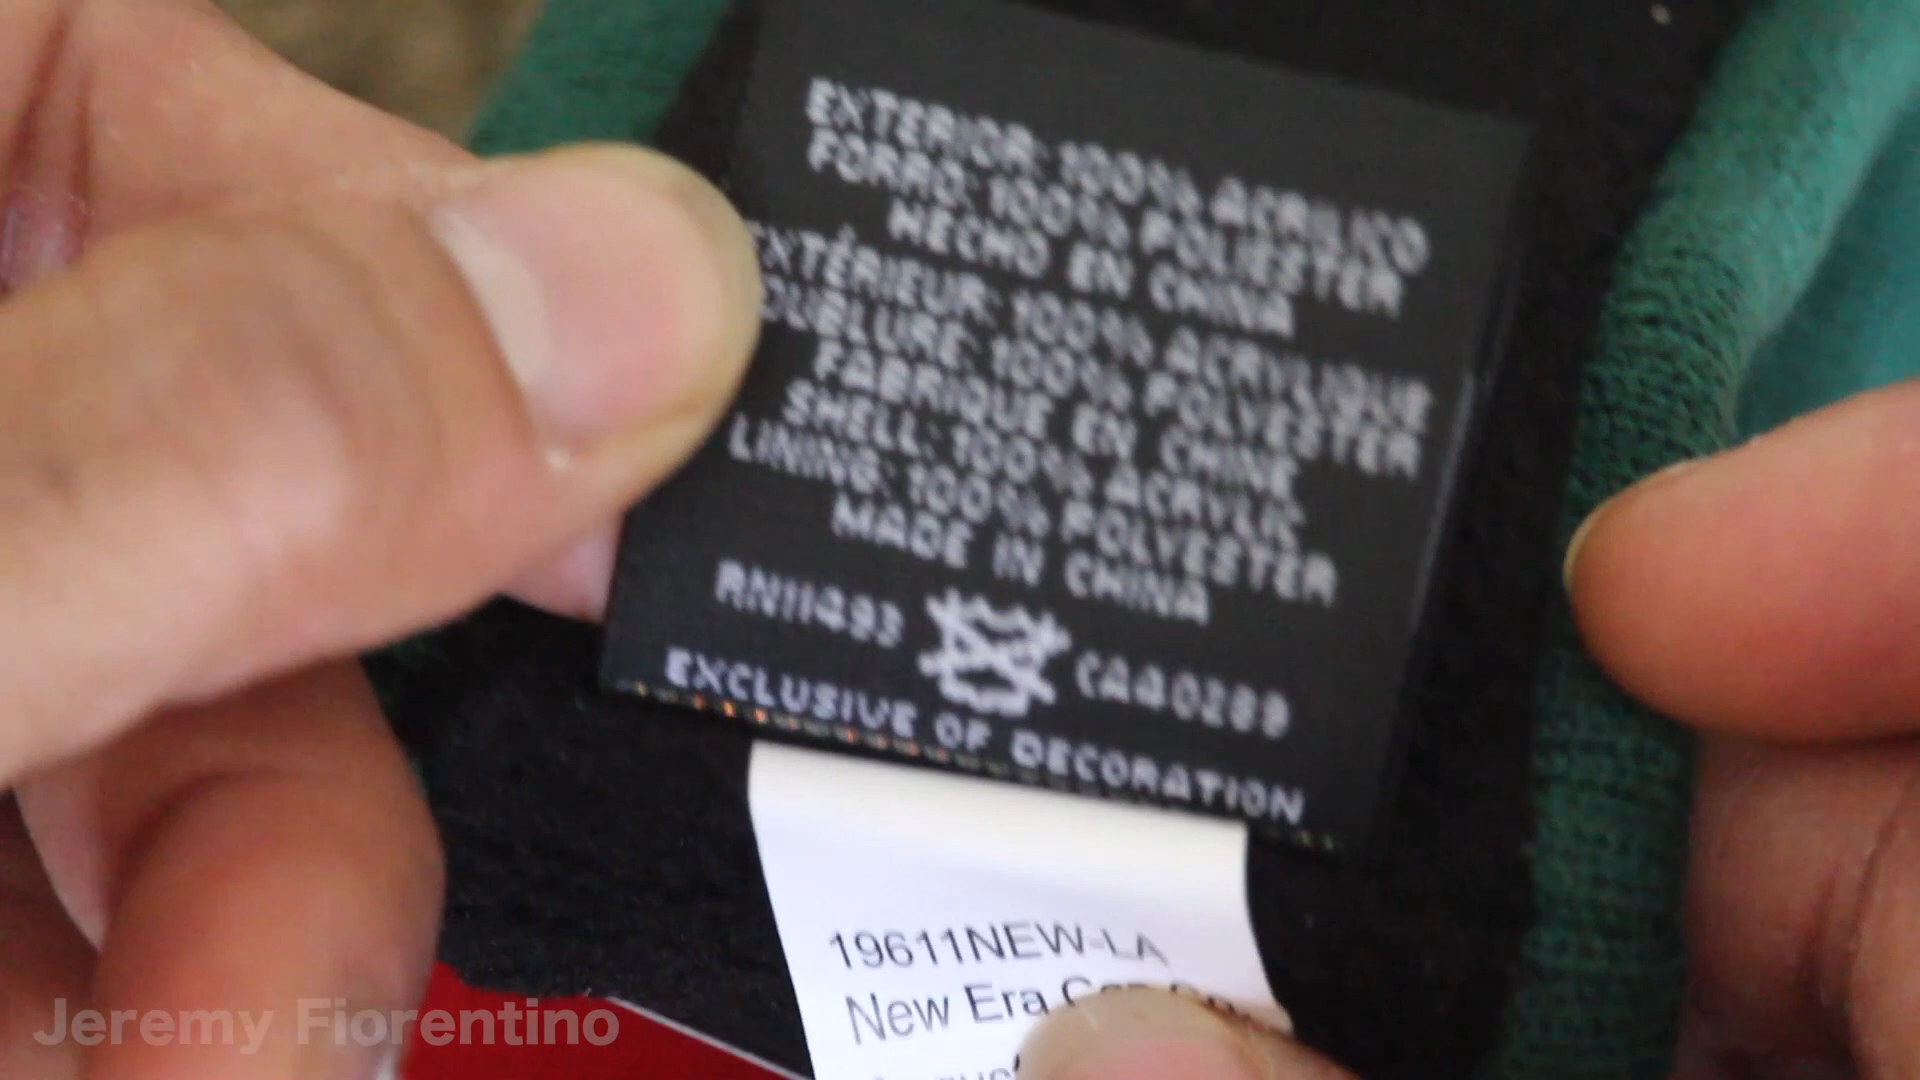 EXTERIOR: 100% ACRILICO
FORRO: 100% POLIESTER
HECHO EN CHINA
EXTÉRIEUR: 100% ACRYLIQUE
DOUBLURE: 100% POLYESTER
FABRIQUE EN CHINE
SHELL: 100% ACRYLIC
LINING: 100% POLYESTER
MADE IN CHINA
RN11493 CA40289
EXCLUSIVE OF DECORATION
19611NEW-LA
New Era
Jeremy Fiorentino